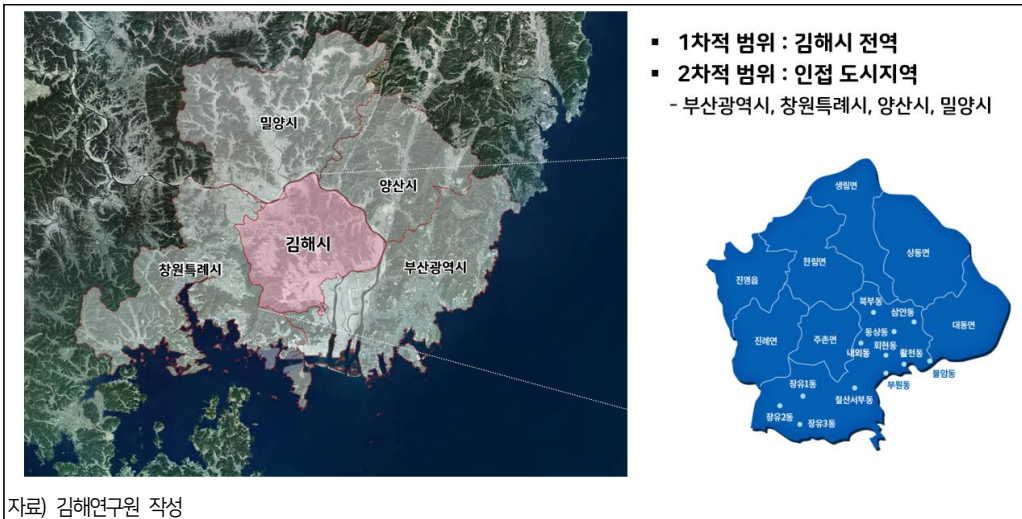 ▪ 1차적 범위 : 김해시 전역
▪ 2차적 범위 : 인접 도시지역
- 부산광역시, 창원특례시, 양산시, 밀양시
밀양시
양산시
김해시
창원특례시
부산광역시
생림면
상동면
한림면
진영읍
북부동
삼안동
대동면
동상동
진례면
주촌면
회현동
내외동
활천동
불암동
부원동
장유1동
칠산서부동
장유2동
장유3동
자료) 김해연구원 작성